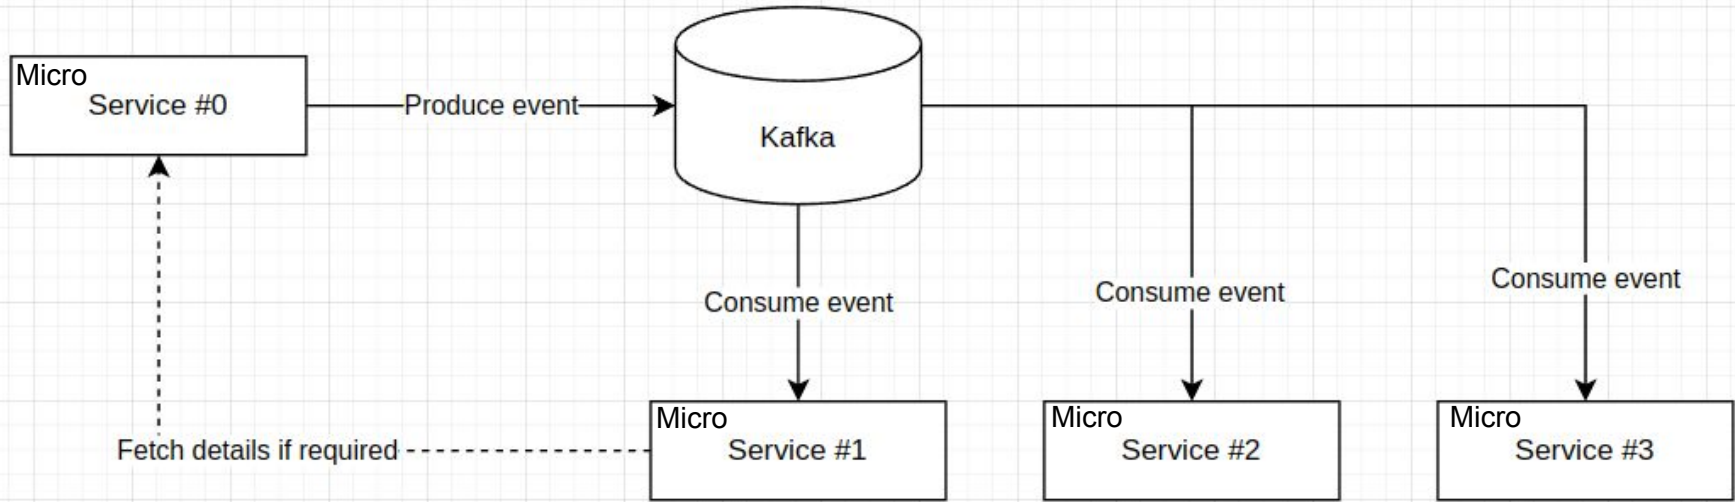 Micro
Service #0
Produce event
Kafka
Consume event
Consume event
Consume event
Fetch details if required
Micro
Service #1
Micro
Service #2
Micro
Service #3